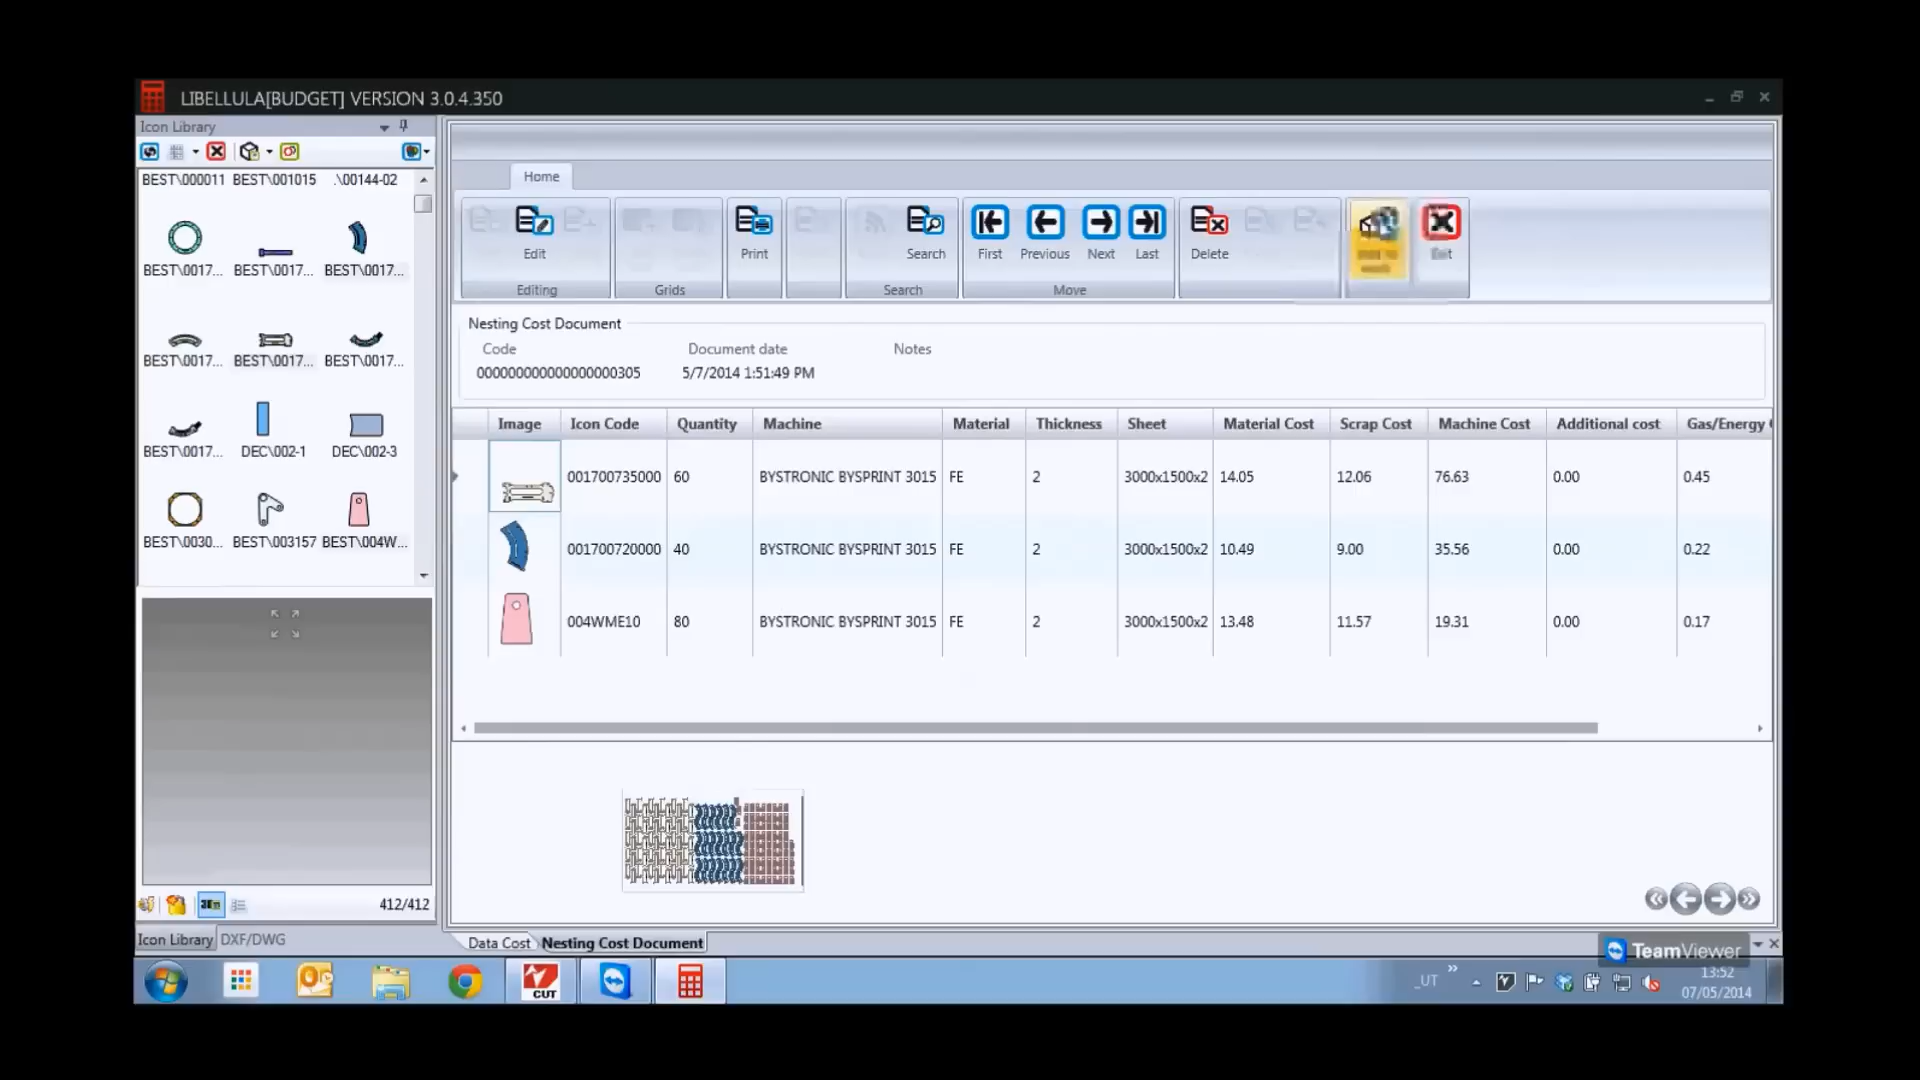 LIBELLULA[BUDGET] VERSION 3.0.4.350
Icon Library
BEST\000011 BEST\001015 .\00144-02
BEST\0017... BEST\0017... BEST\0017...
BEST\0017... BEST\0017... BEST\0017...
BEST\0017... DEC\002-1 DEC\002-3
BEST\0030... BEST\003157 BEST\004W...
412/412
Icon Library DXF/DWG
Home
Edit Print Search First Previous Next Last Delete Exit
Editing Grids Search Move
Nesting Cost Document
Code Document date Notes
00000000000000000305 5/7/2014 1:51:49 PM
Image Icon Code Quantity Machine Material Thickness Sheet Material Cost Scrap Cost Machine Cost Additional cost Gas/Energy
001700735000 60 BYSTRONIC BYSPRINT 3015 FE 2 3000x1500x2 14.05 12.06 76.63 0.00 0.45
001700720000 40 BYSTRONIC BYSPRINT 3015 FE 2 3000x1500x2 10.49 9.00 35.56 0.00 0.22
004WME10 80 BYSTRONIC BYSPRINT 3015 FE 2 3000x1500x2 13.48 11.57 19.31 0.00 0.17
Data Cost Nesting Cost Document
TeamViewer
CUT
_UT
13:52
07/05/2014